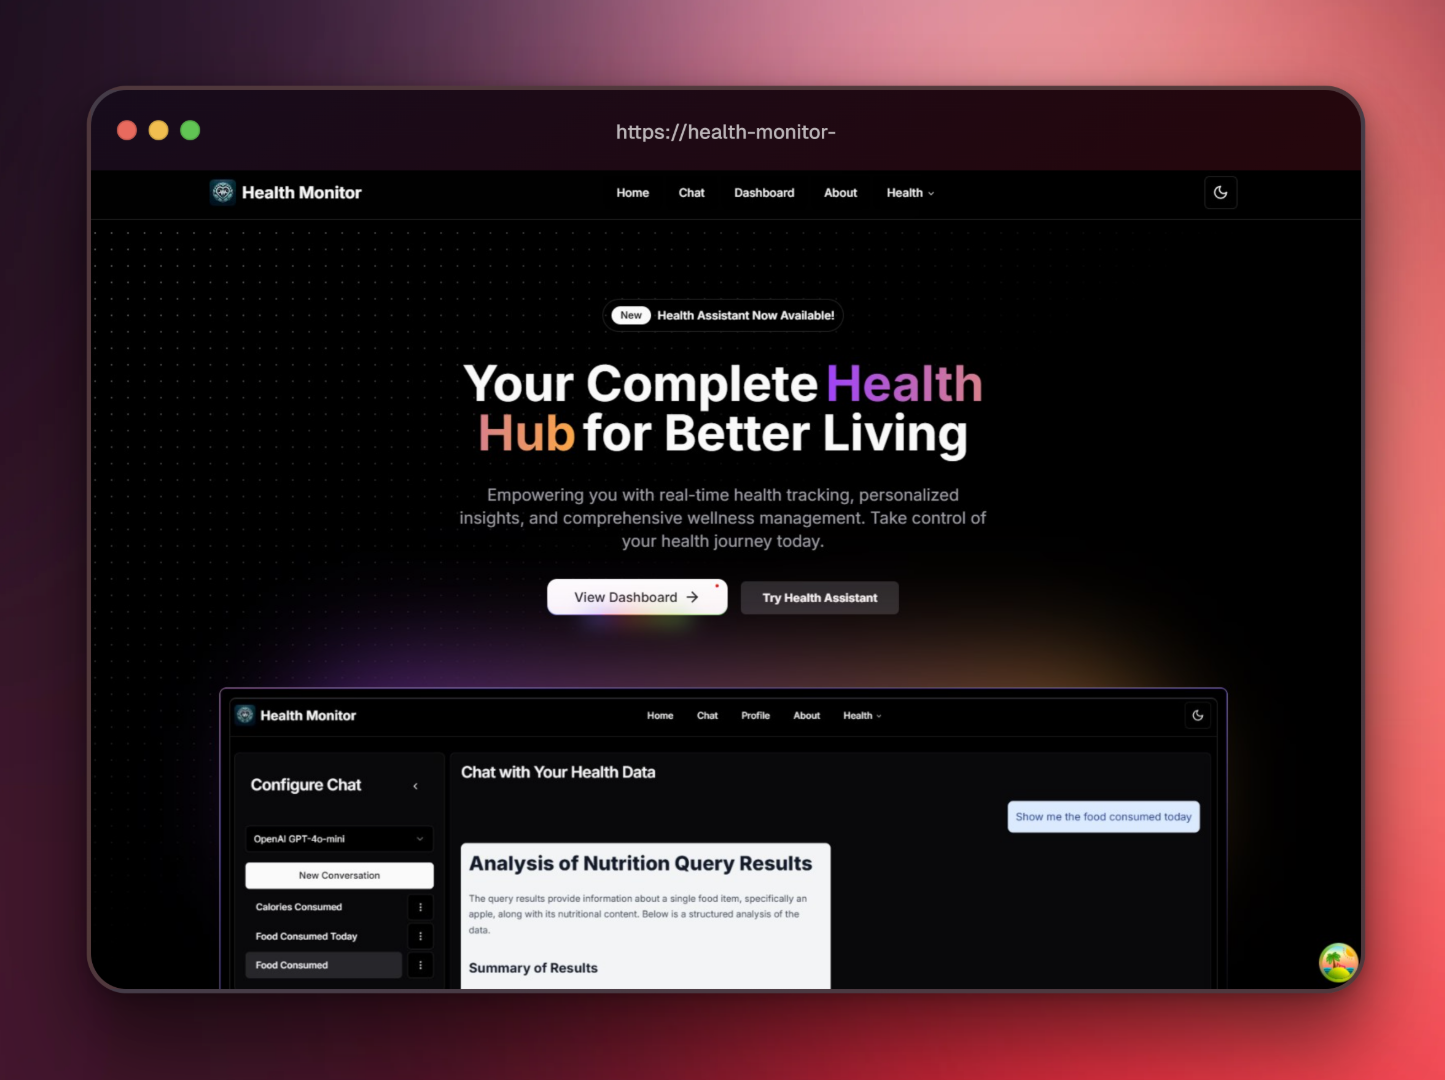 https://health-monitor-
Health Monitor
Home Chat Dashboard About Health
New Health Assistant Now Available!
Your Complete Health
Hub for Better Living
Empowering you with real-time health tracking, personalized
insights, and comprehensive wellness management. Take control of
your health journey today.
View Dashboard →
Try Health Assistant
Health Monitor
Home Chat Profile About Health
Configure Chat
OpenAI GPT-4o-mini
New Conversation
Calories Consumed
Food Consumed Today
Food Consumed
Chat with Your Health Data
Show me the food consumed today
Analysis of Nutrition Query Results
The query results provide information about a single food item, specifically an
apple, along with its nutritional content. Below is a structured analysis of the
data.
Summary of Results